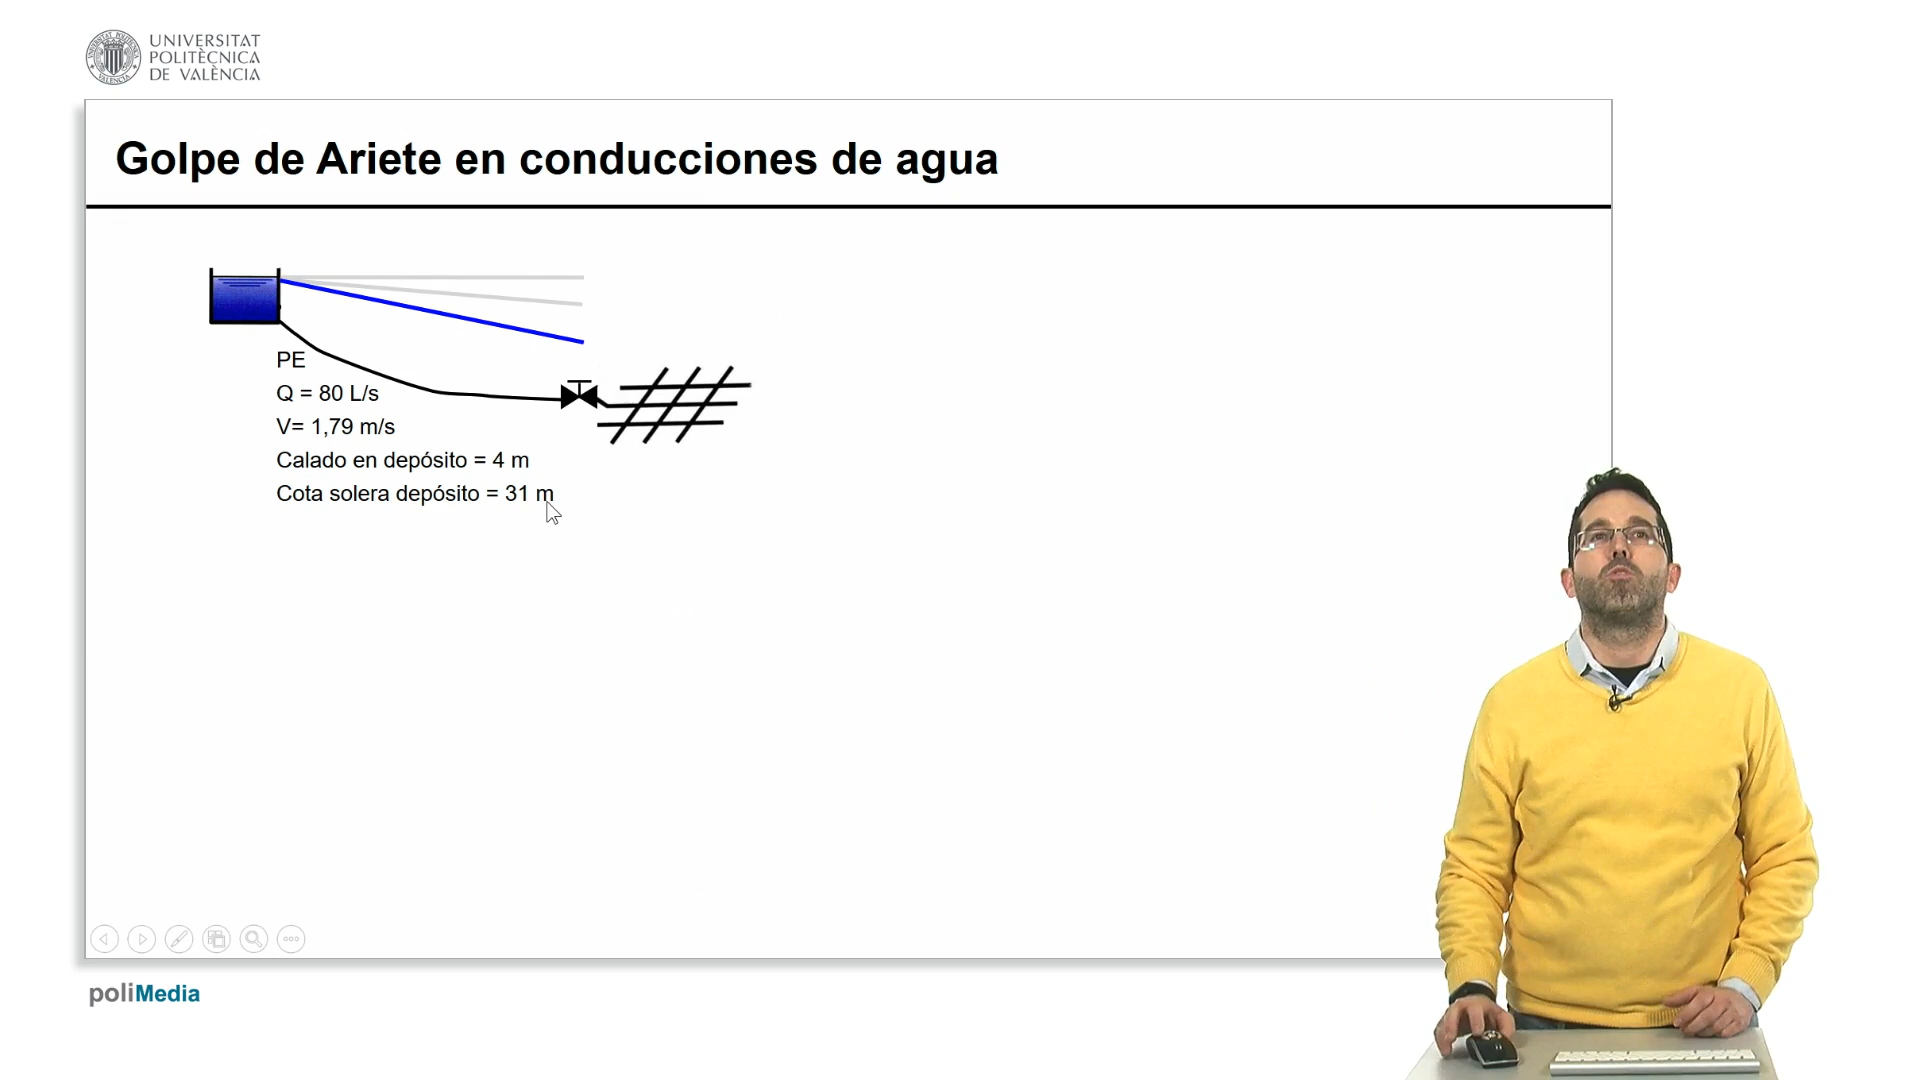 UNIVERSITAT
POLITÈCNICA
DE VALÈNCIA
Golpe de Ariete en conducciones de agua
PE
Q = 80 L/s
V= 1,79 m/s
Calado en depósito = 4 m
Cota solera depósito = 31 m
poliMedia